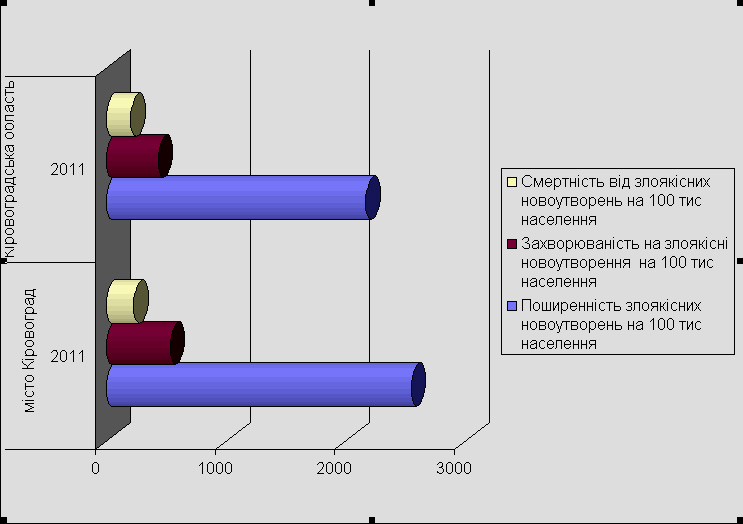 Кіровоградська область
2011
місто Кіровоград
2011
0
1000
2000
3000
Смертність від злоякісних
новоутворень на 100 тис
населення
Захворюваність на злоякісні
новоутворення на 100 тис
населення
Поширенність злоякісних
новоутворень на 100 тис
населення